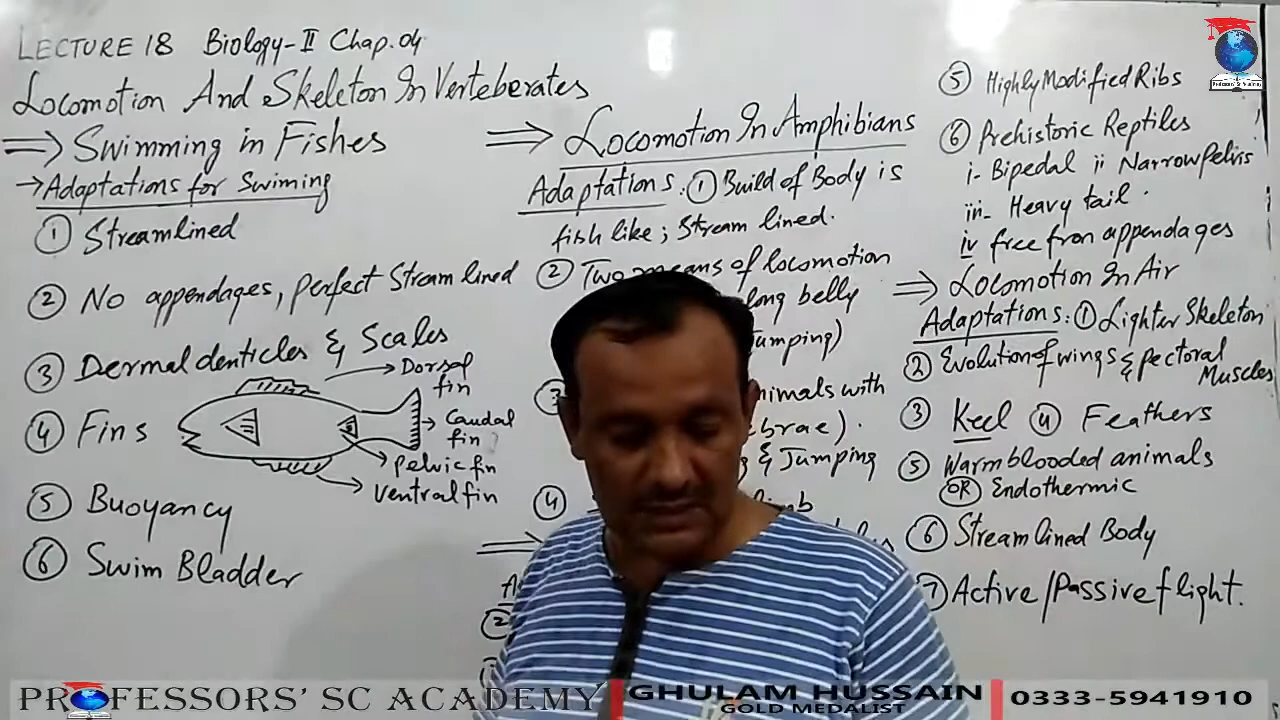 LECTURE 18 Biology-II Chap.04
Locomotion And Skeleton In Verteberates
⇒ Swimming in Fishes
→ Adaptations for Swiming
① Streamlined
② No appendages, perfect Stream lined
③ Dermal denticles & Scales
④ Fins
Dorsal
fin
Caudal
fin
Pelvic fin
Ventral fin
⑤ Buoyancy
⑥ Swim Bladder
⇒ Locomotion In Amphibians
Adaptations: ① Build of Body is
fish like; Stream lined.
② Two means of locomotion
long belly
Jumping)
③ nimals with
ebrae).
& Jumping
④ limb
②
⑤ Highly Modified Ribs
⑥ Prehistoric Reptiles
i- Bipedal ii Narrow Pelvis
iii- Heavy tail.
iv free fron appendages
⇒ Locomotion In Air
Adaptations: ① Lighter Skeleton
② Evolution of wings & pectoral
Muscles
③ Keel ④ Feathers
⑤ Warm blooded animals
OR Endothermic
⑥ Streamlined Body
⑦ Active/Passive flight.
PROFESSORS' SC ACADEMY
GHULAM HUSSAIN
GOLD MEDALIST
0333-5941910